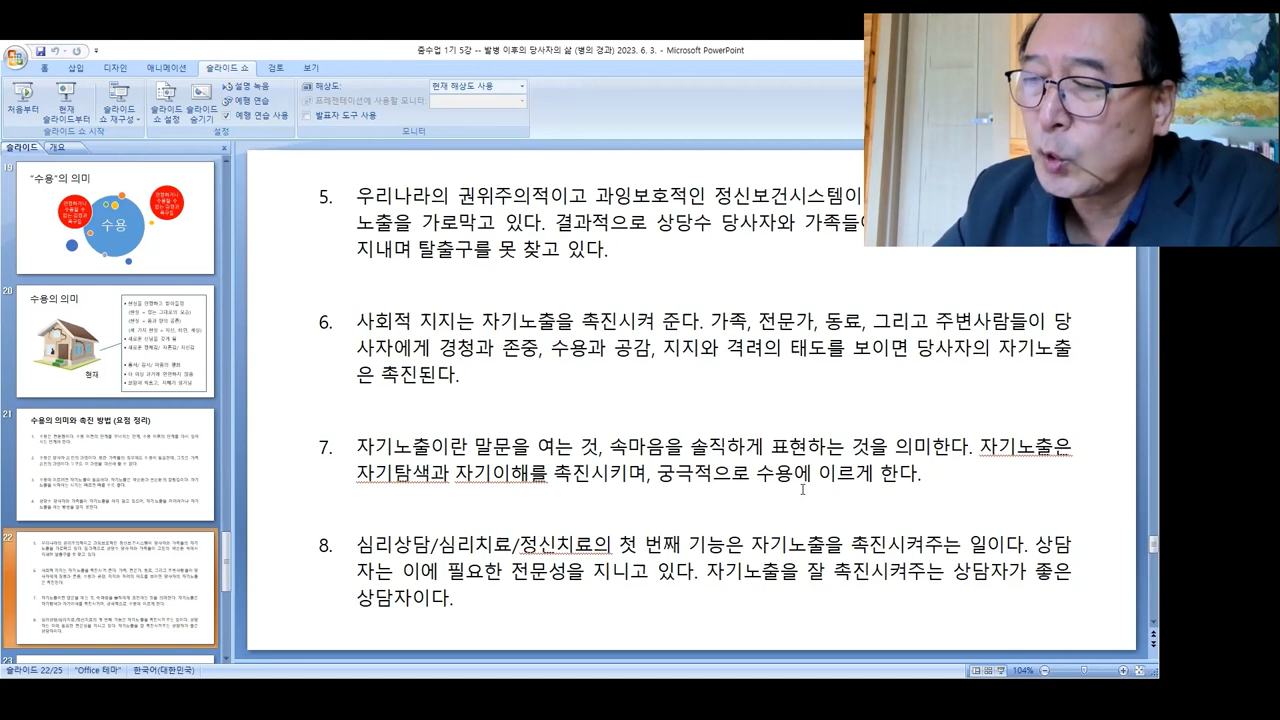 줌수업 1기 5강 -- 발병 이후의 당사자의 삶 (병의 경과) 2023. 6. 3. - Microsoft PowerPoint
홈 삽입 디자인 애니메이션 슬라이드 쇼 검토 보기
처음부터
현재
슬라이드부터
슬라이드
쇼 재구성
슬라이드
쇼 설정
슬라이드
숨기기
설명 녹음
예행 연습
예행 연습 사용
해상도:
현재 해상도 사용
프레젠테이션에 사용할 모니터:
발표자 도구 사용
슬라이드 쇼 시작
설정
모니터
슬라이드 개요
19
"수용"의 의미
수용
20
수용의 의미
현재
21
수용의 의미와 촉진 방법 (요점 정리)
22
23
5. 우리나라의 권위주의적이고 과잉보호적인 정신보건시스템이
노출을 가로막고 있다. 결과적으로 상당수 당사자와 가족들
지내며 탈출구를 못 찾고 있다.
6. 사회적 지지는 자기노출을 촉진시켜 준다. 가족, 전문가, 동료, 그리고 주변사람들이 당
사자에게 경청과 존중, 수용과 공감, 지지와 격려의 태도를 보이면 당사자의 자기노출
은 촉진된다.
7. 자기노출이란 말문을 여는 것, 속마음을 솔직하게 표현하는 것을 의미한다. 자기노출은
자기탐색과 자기이해를 촉진시키며, 궁극적으로 수용에 이르게 한다.
8. 심리상담/심리치료/정신치료의 첫 번째 기능은 자기노출을 촉진시켜주는 일이다. 상담
자는 이에 필요한 전문성을 지니고 있다. 자기노출을 잘 촉진시켜주는 상담자가 좋은
상담자이다.
슬라이드 22/25 "Office 테마" 한국어(대한민국)
104%